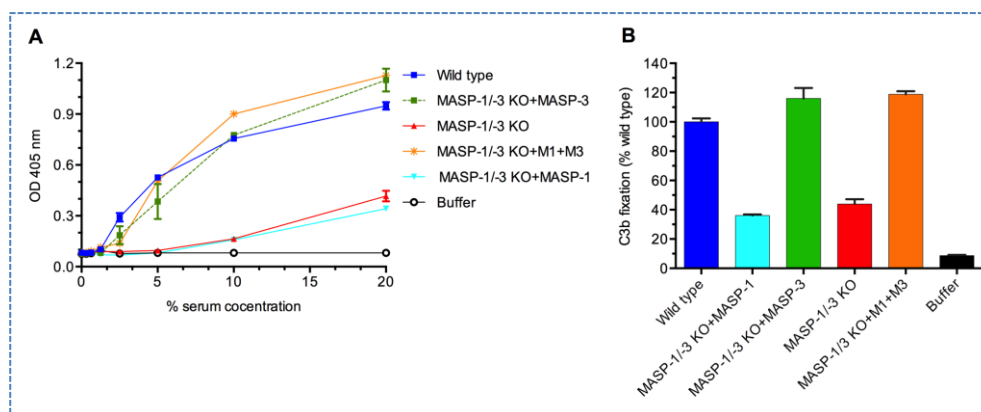 A
OD 405 nm
1.2
0.9
0.6
0.3
0.0
0
5
10
15
20
% serum cocentration
Wild type
MASP-1/-3 KO+MASP-3
MASP-1/-3 KO
MASP-1/-3 KO+M1+M3
MASP-1/-3 KO+MASP-1
Buffer
B
C3b fixation (% wild type)
140
120
100
80
60
40
20
0
Wild type
MASP-1/-3 KO+MASP-1
MASP-1/-3 KO+MASP-3
MASP-1/-3 KO
MASP-1/-3 KO+M1+M3
Buffer